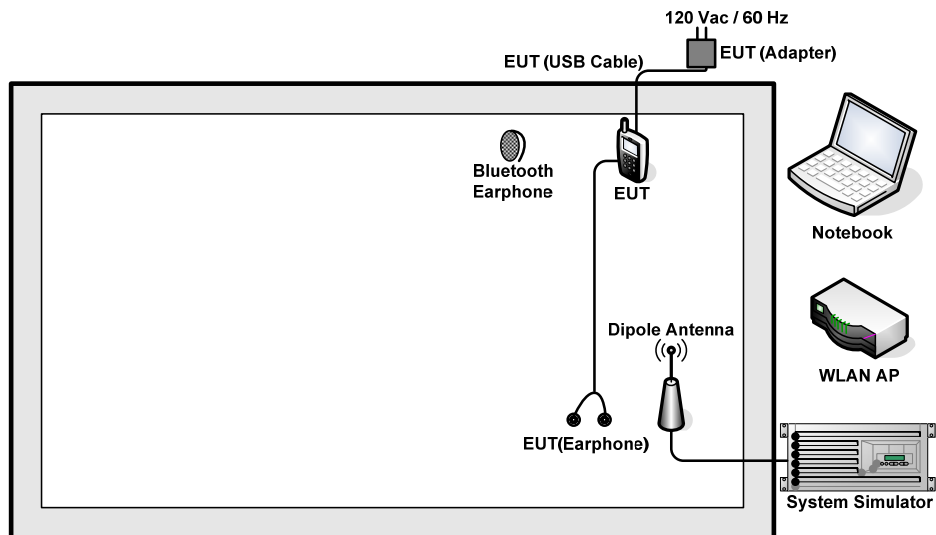 120 Vac / 60 Hz
EUT (USB Cable)
EUT (Adapter)
Bluetooth
Earphone
EUT
Notebook
Dipole Antenna
WLAN AP
EUT(Earphone)
System Simulator